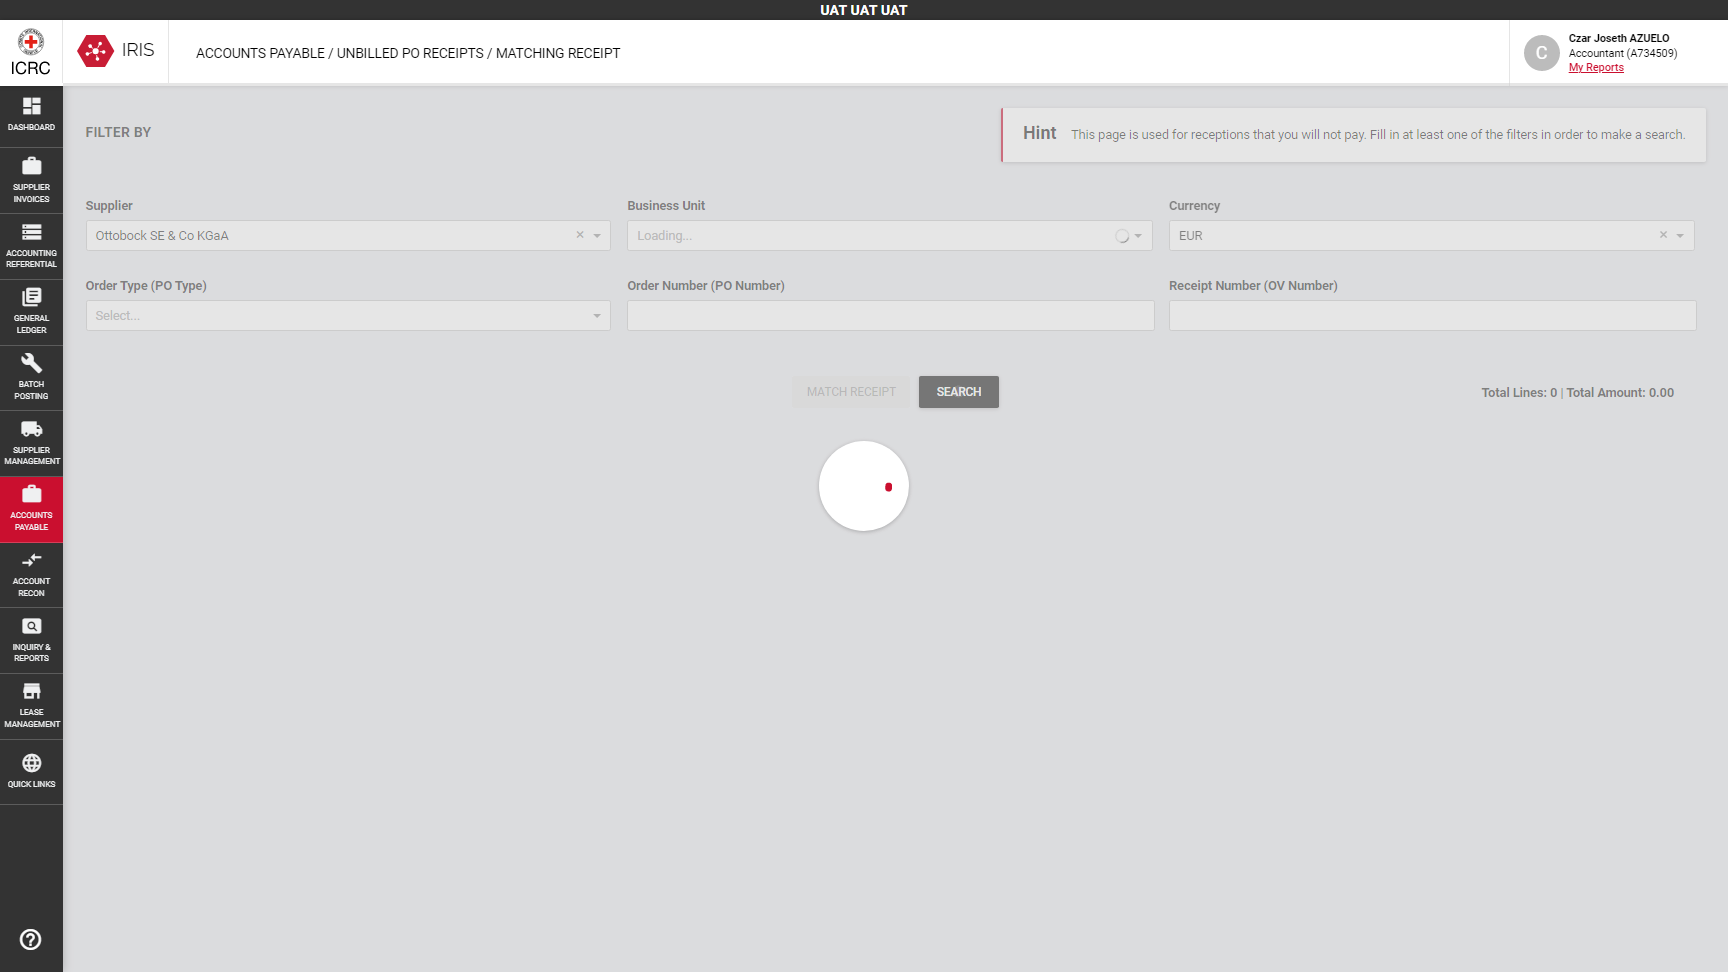 UAT UAT UAT
ICRC
IRIS
ACCOUNTS PAYABLE / UNBILLED PO RECEIPTS / MATCHING RECEIPT
C
Czar Joseth AZUELO
Accountant (A734509)
My Reports
DASHBOARD
SUPPLIER
INVOICES
ACCOUNTING
REFERENTIAL
GENERAL
LEDGER
BATCH
POSTING
SUPPLIER
MANAGEMENT
ACCOUNTS
PAYABLE
ACCOUNT
RECON
INQUIRY &
REPORTS
LEASE
MANAGEMENT
QUICK LINKS
FILTER BY
Hint This page is used for receptions that you will not pay. Fill in at least one of the filters in order to make a search.
Supplier
Ottobock SE & Co KGaA
Business Unit
Loading...
Currency
EUR
Order Type (PO Type)
Select...
Order Number (PO Number)
Receipt Number (OV Number)
MATCH RECEIPT
SEARCH
Total Lines: 0 | Total Amount: 0.00